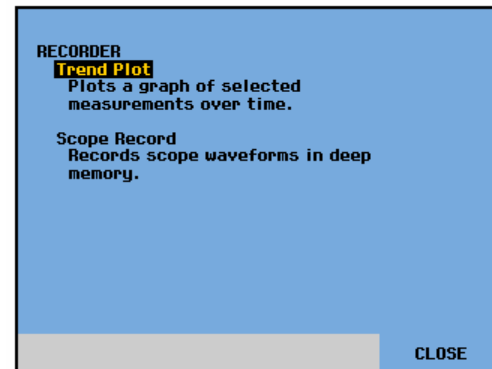 RECORDER
Trend Plot
Plots a graph of selected
measurements over time.
Scope Record
Records scope waveforms in deep
memory.
CLOSE